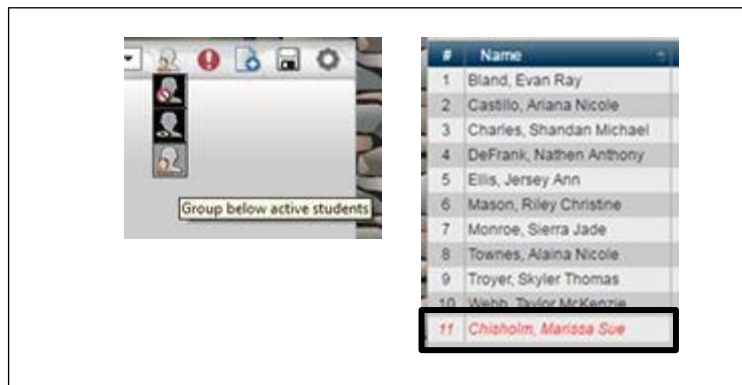 Group below active students
# Name
1 Bland, Evan Ray
2 Castillo, Ariana Nicole
3 Charles, Shandan Michael
4 DeFrank, Nathen Anthony
5 Ellis, Jersey Ann
6 Mason, Riley Christine
7 Monroe, Sierra Jade
8 Townes, Alaina Nicole
9 Troyer, Skyler Thomas
10 Webb, Taylor McKenzie
11 Chisholm, Marissa Sue